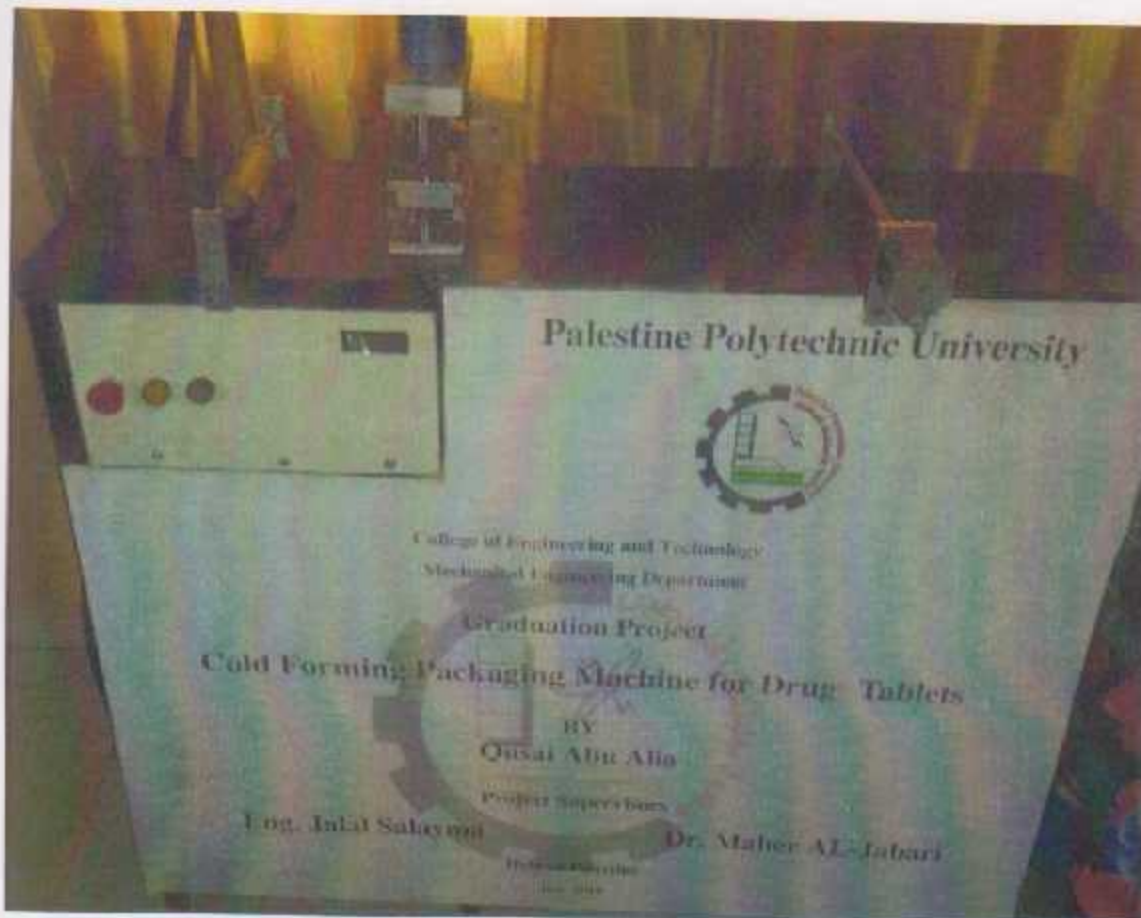 Palestine Polytechnic University
College of Engineering and Technology
Mechanical Engineering Department
Graduation Project
Cold Forming Packaging Machine for Drug Tablets
BY
Qusai Abu Alia
Project Supervisors
Eng. Jalal Salaymi
Dr. Maher AL-Jabari